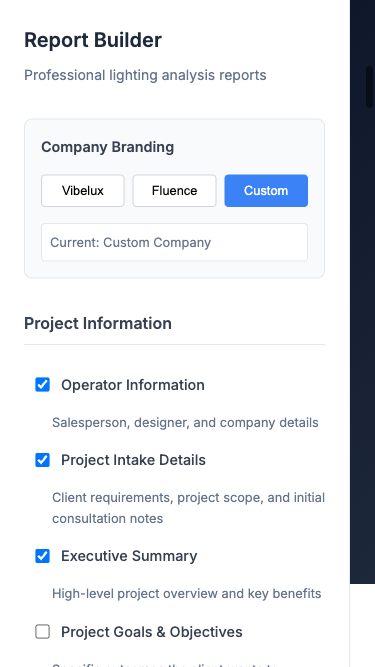 Report Builder
Professional lighting analysis reports
Company Branding
Vibelux
Fluence
Custom
Current: Custom Company
Project Information
Operator Information
Salesperson, designer, and company details
Project Intake Details
Client requirements, project scope, and initial
consultation notes
Executive Summary
High-level project overview and key benefits
Project Goals & Objectives